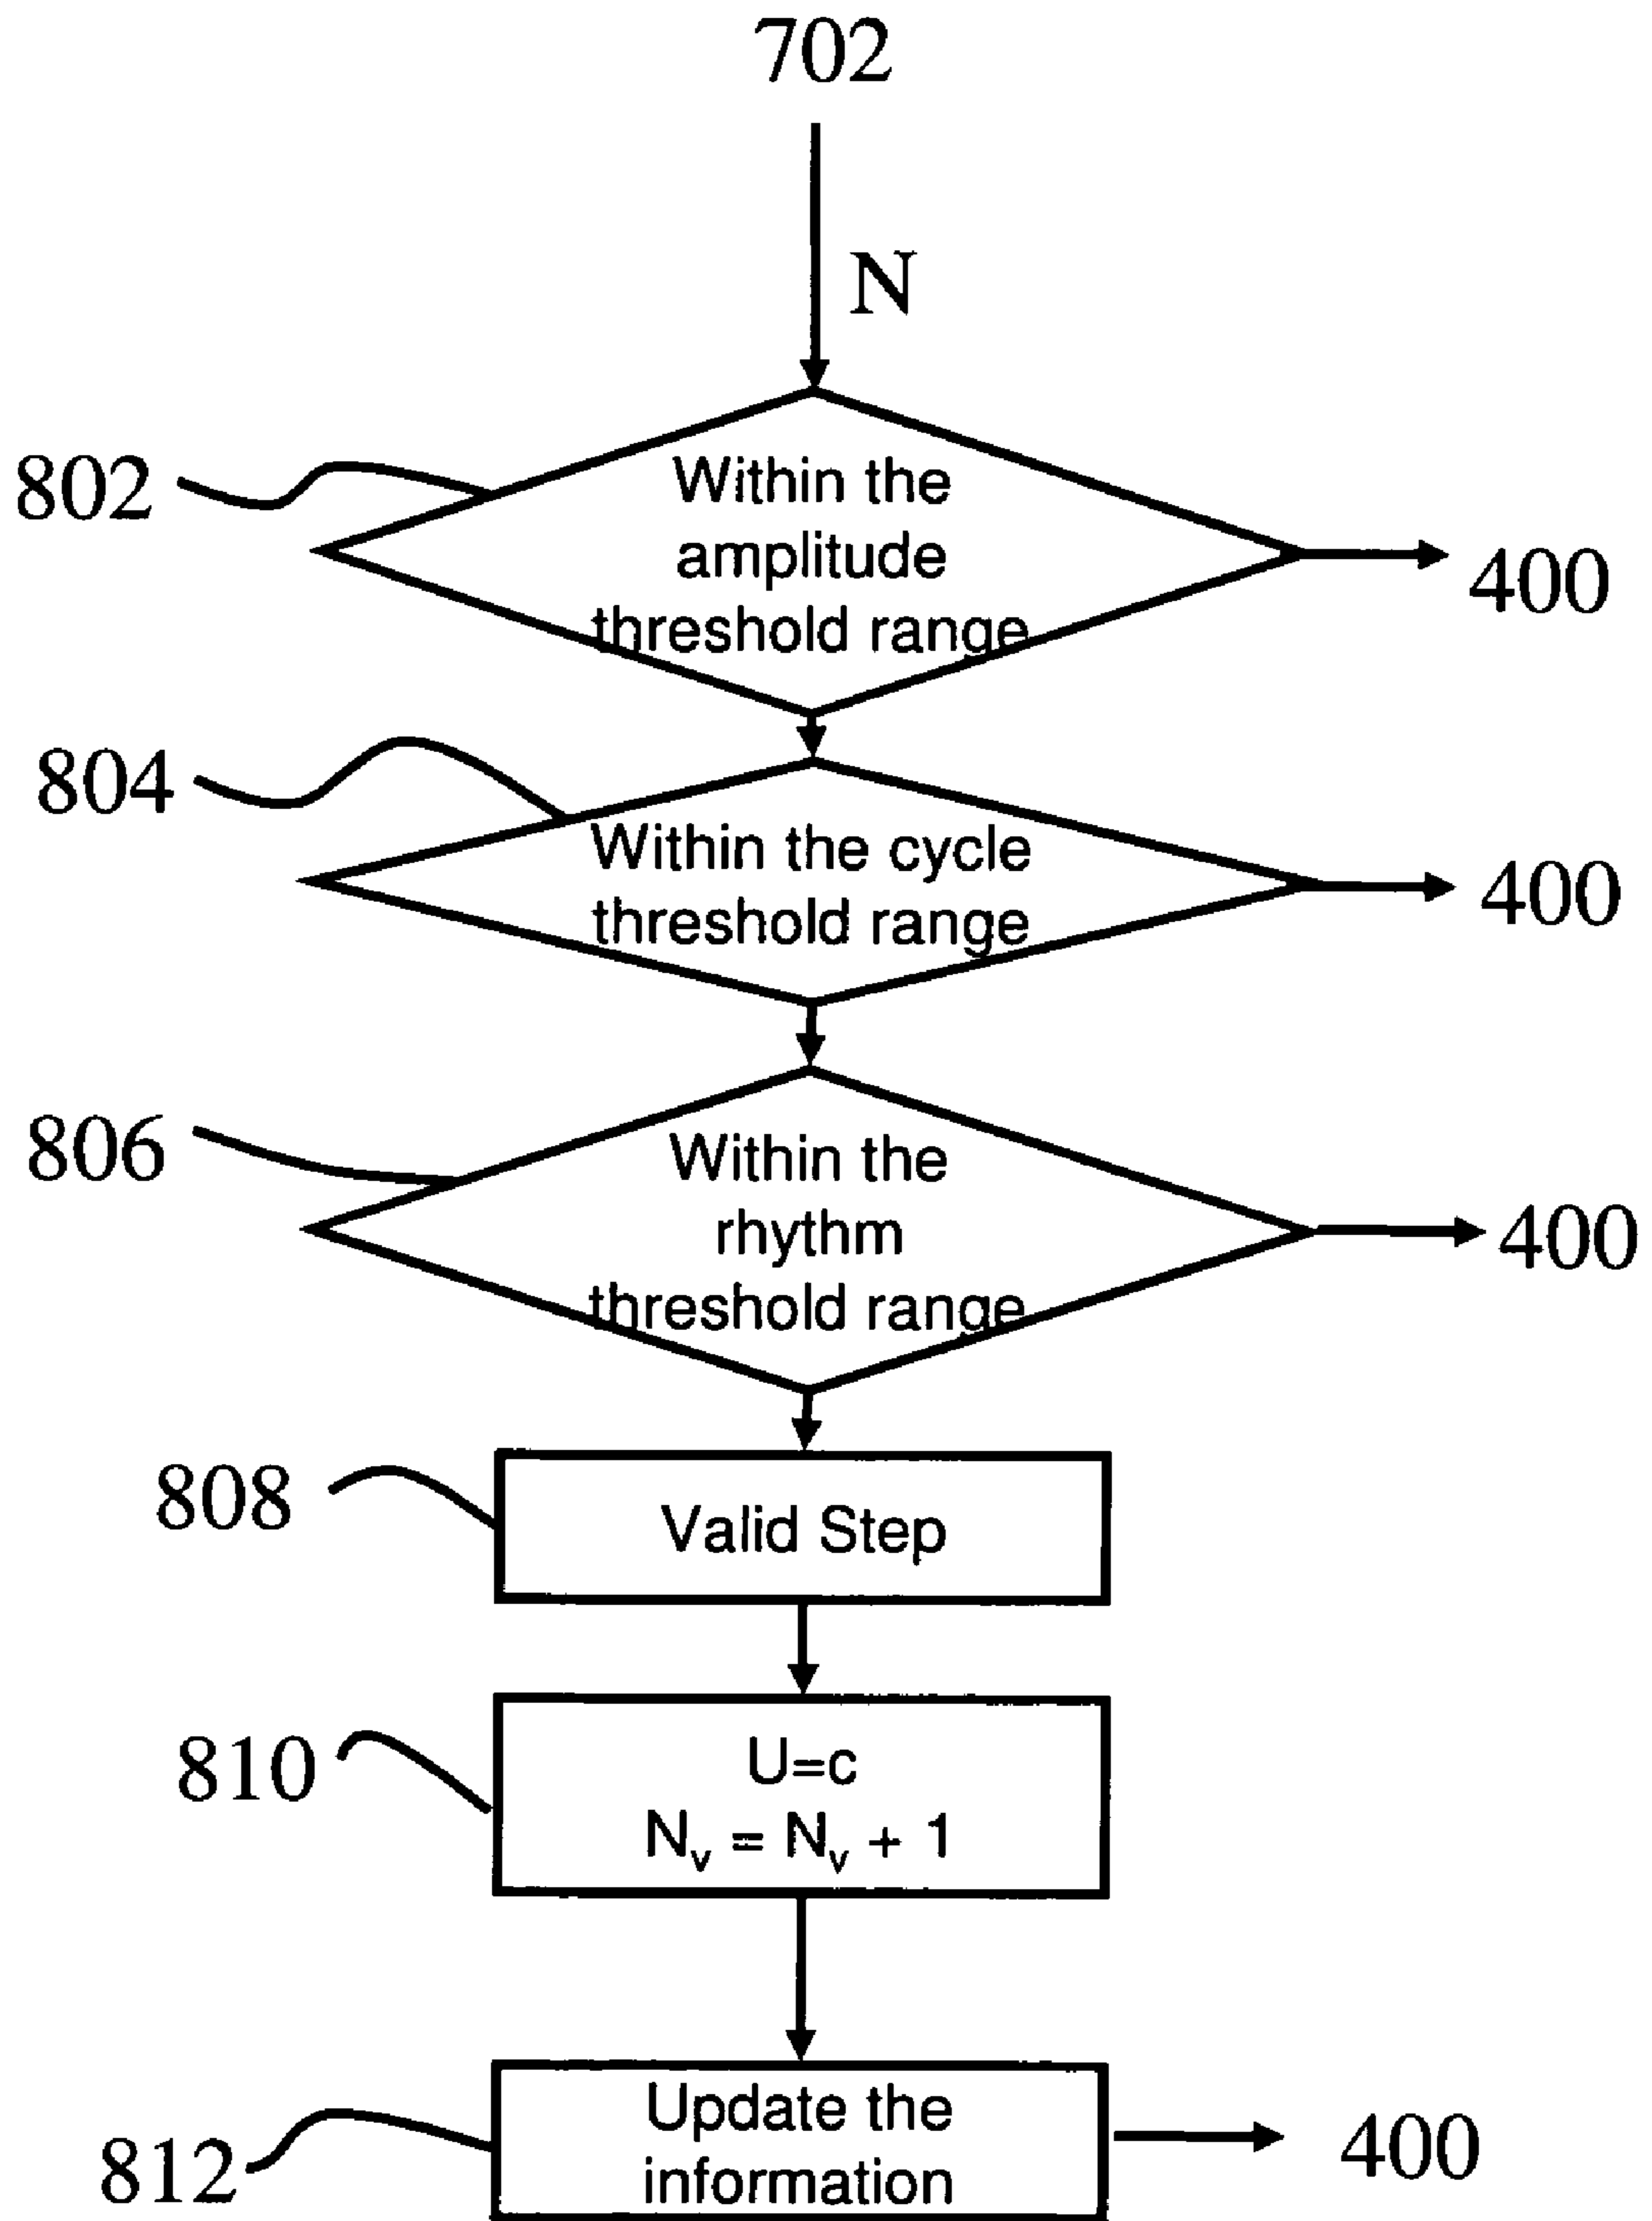 702
N
802
Within the
amplitude
threshold range
400
804
Within the cycle
threshold range
400
806
Within the
rhythm
threshold range
400
808
Valid Step
810
U=c
Nv = Nv + 1
812
Update the
information
400